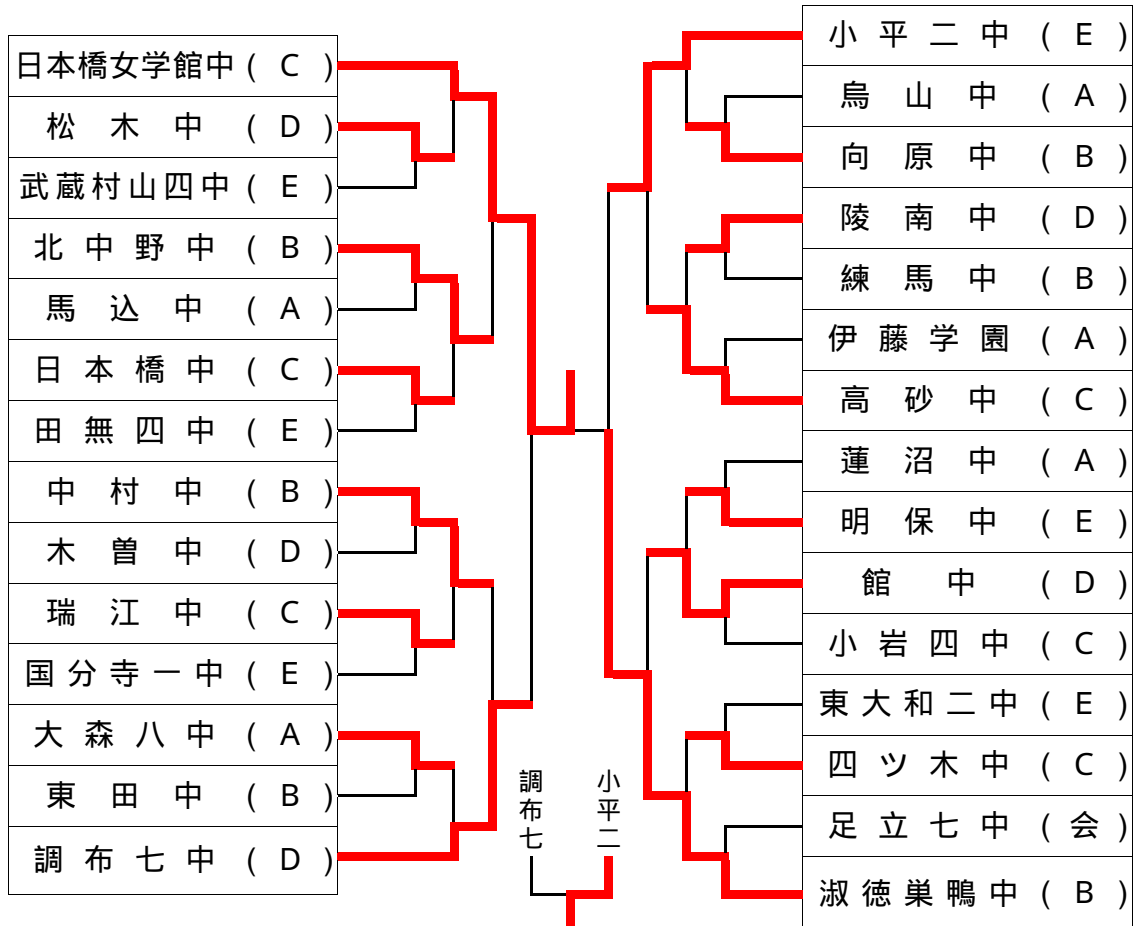 日本橋女学館中 ( C )
松木中 ( D )
武蔵村山四中 ( E )
北中野中 ( B )
馬込中 ( A )
日本橋中 ( C )
田無四中 ( E )
中村中 ( B )
木曽中 ( D )
瑞江中 ( C )
国分寺一中 ( E )
大森八中 ( A )
東田中 ( B )
調布七中 ( D )
調布七
小平二
小平二中 ( E )
烏山中 ( A )
向原中 ( B )
陵南中 ( D )
練馬中 ( B )
伊藤学園 ( A )
高砂中 ( C )
蓮沼中 ( A )
明保中 ( E )
館中 ( D )
小岩四中 ( C )
東大和二中 ( E )
四ツ木中 ( C )
足立七中 ( 会 )
淑徳巣鴨中 ( B )